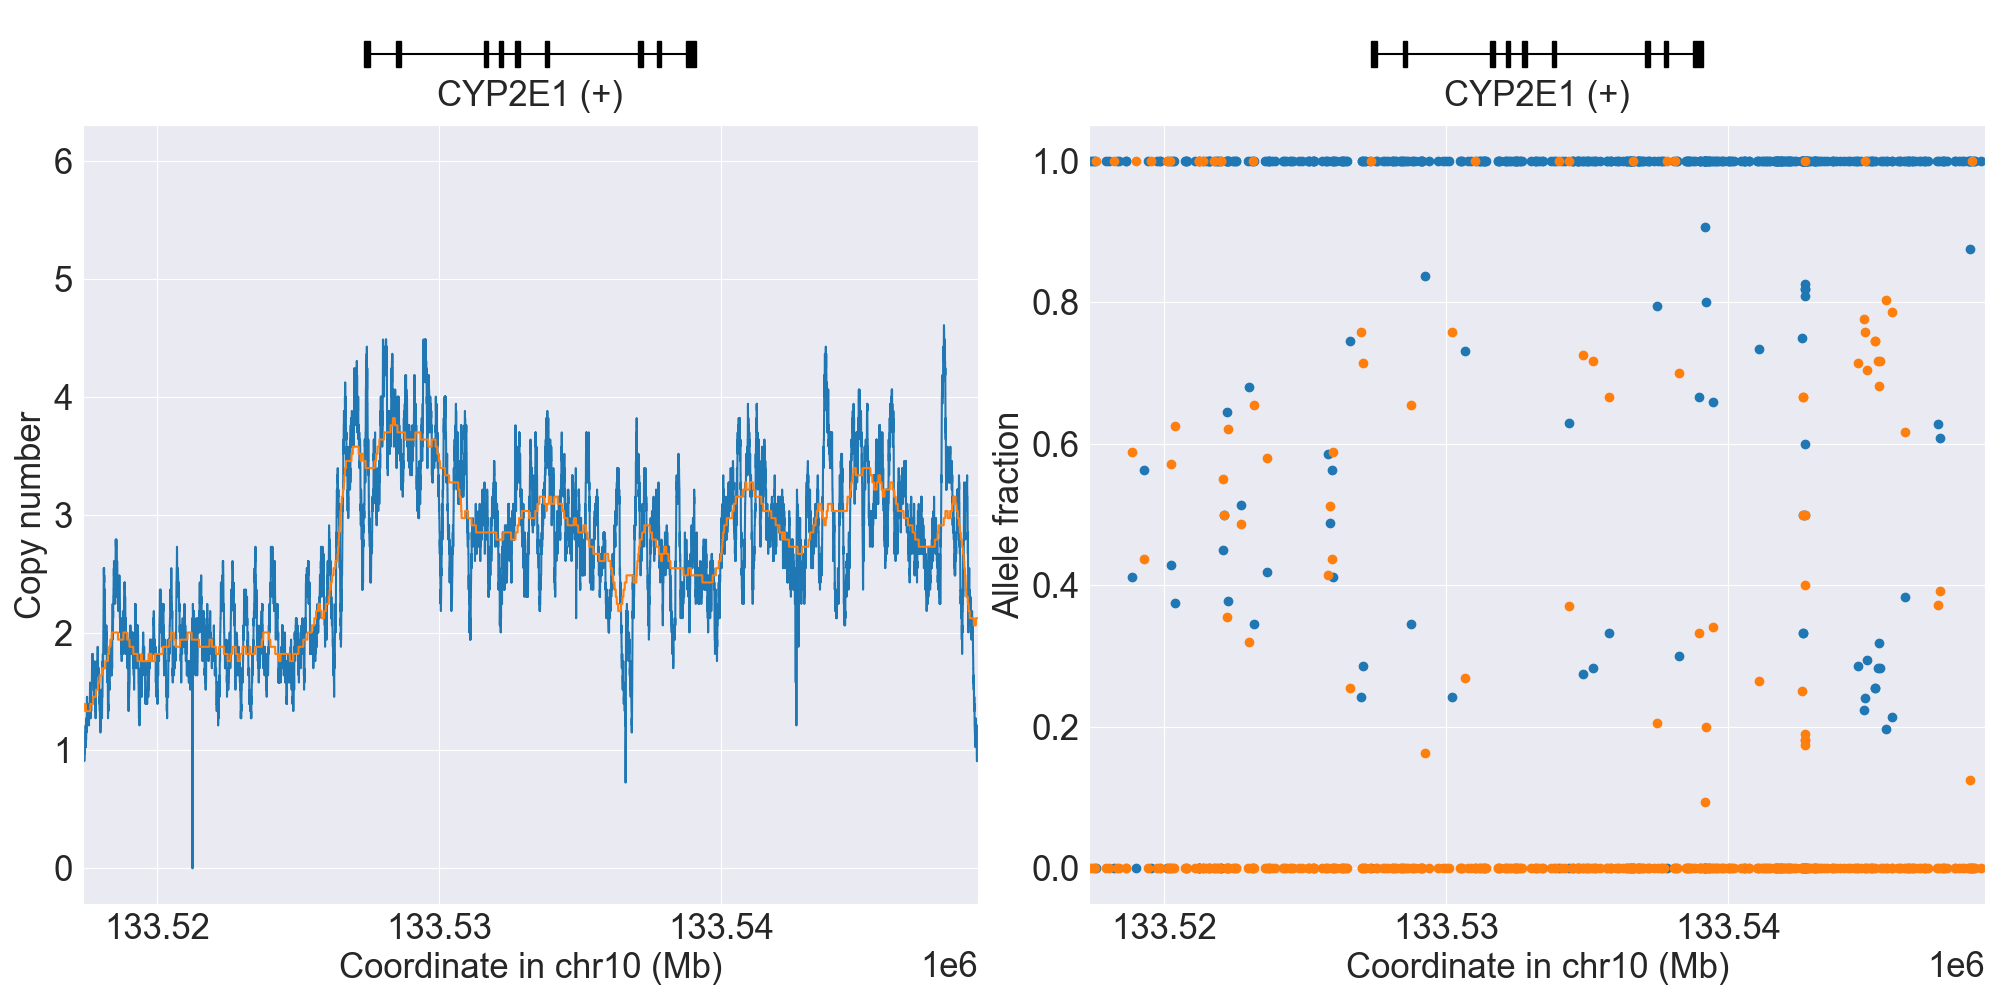 CYP2E1 (+)
6
5
4
3
2
1
0
Copy number
133.52 133.53 133.54
Coordinate in chr10 (Mb)
1e6
CYP2E1 (+)
1.0
0.8
0.6
0.4
0.2
0.0
Allele fraction
133.52 133.53 133.54
Coordinate in chr10 (Mb)
1e6